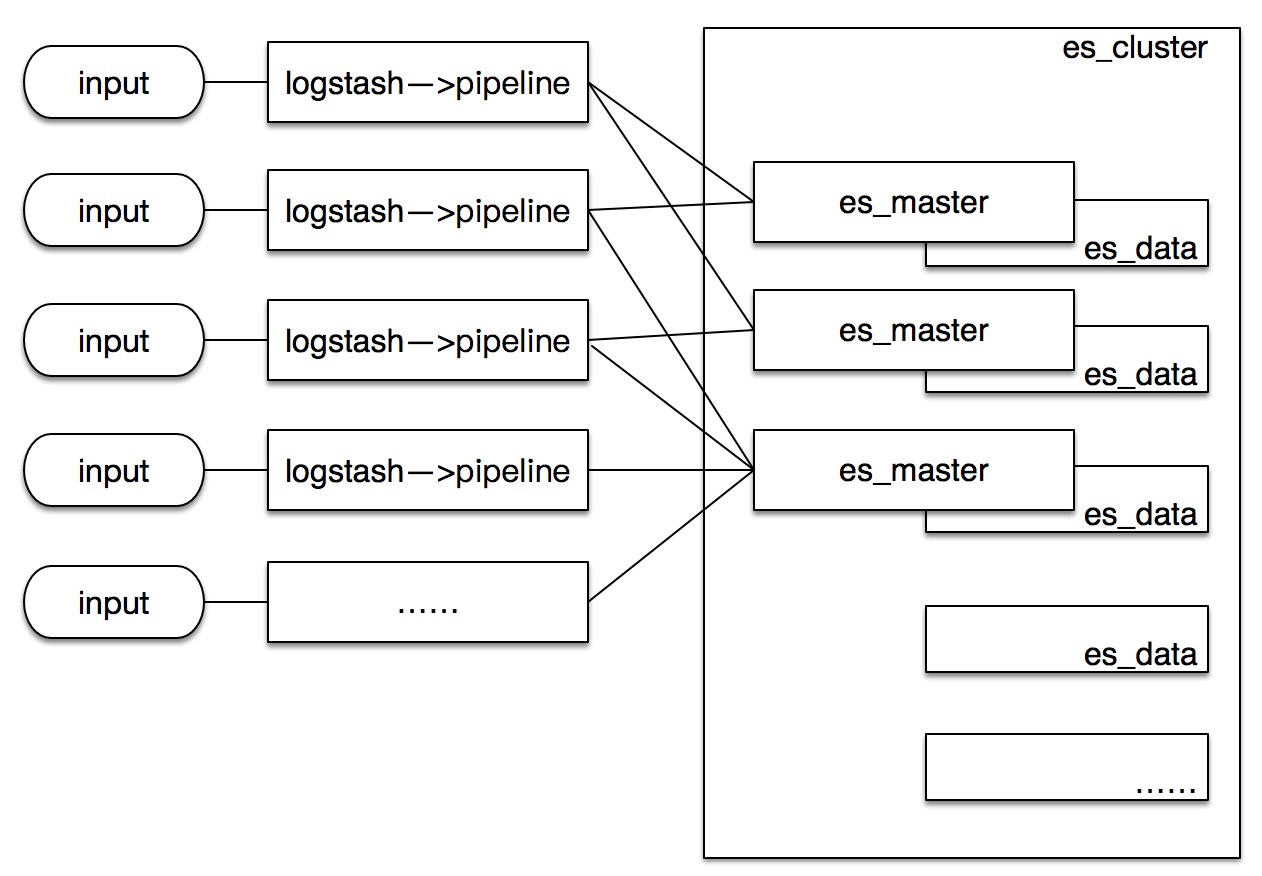 es_cluster
input
logstash—>pipeline
input
logstash—>pipeline
input
logstash—>pipeline
input
logstash—>pipeline
input
......
es_master
es_data
es_master
es_data
es_master
es_data
es_data
......